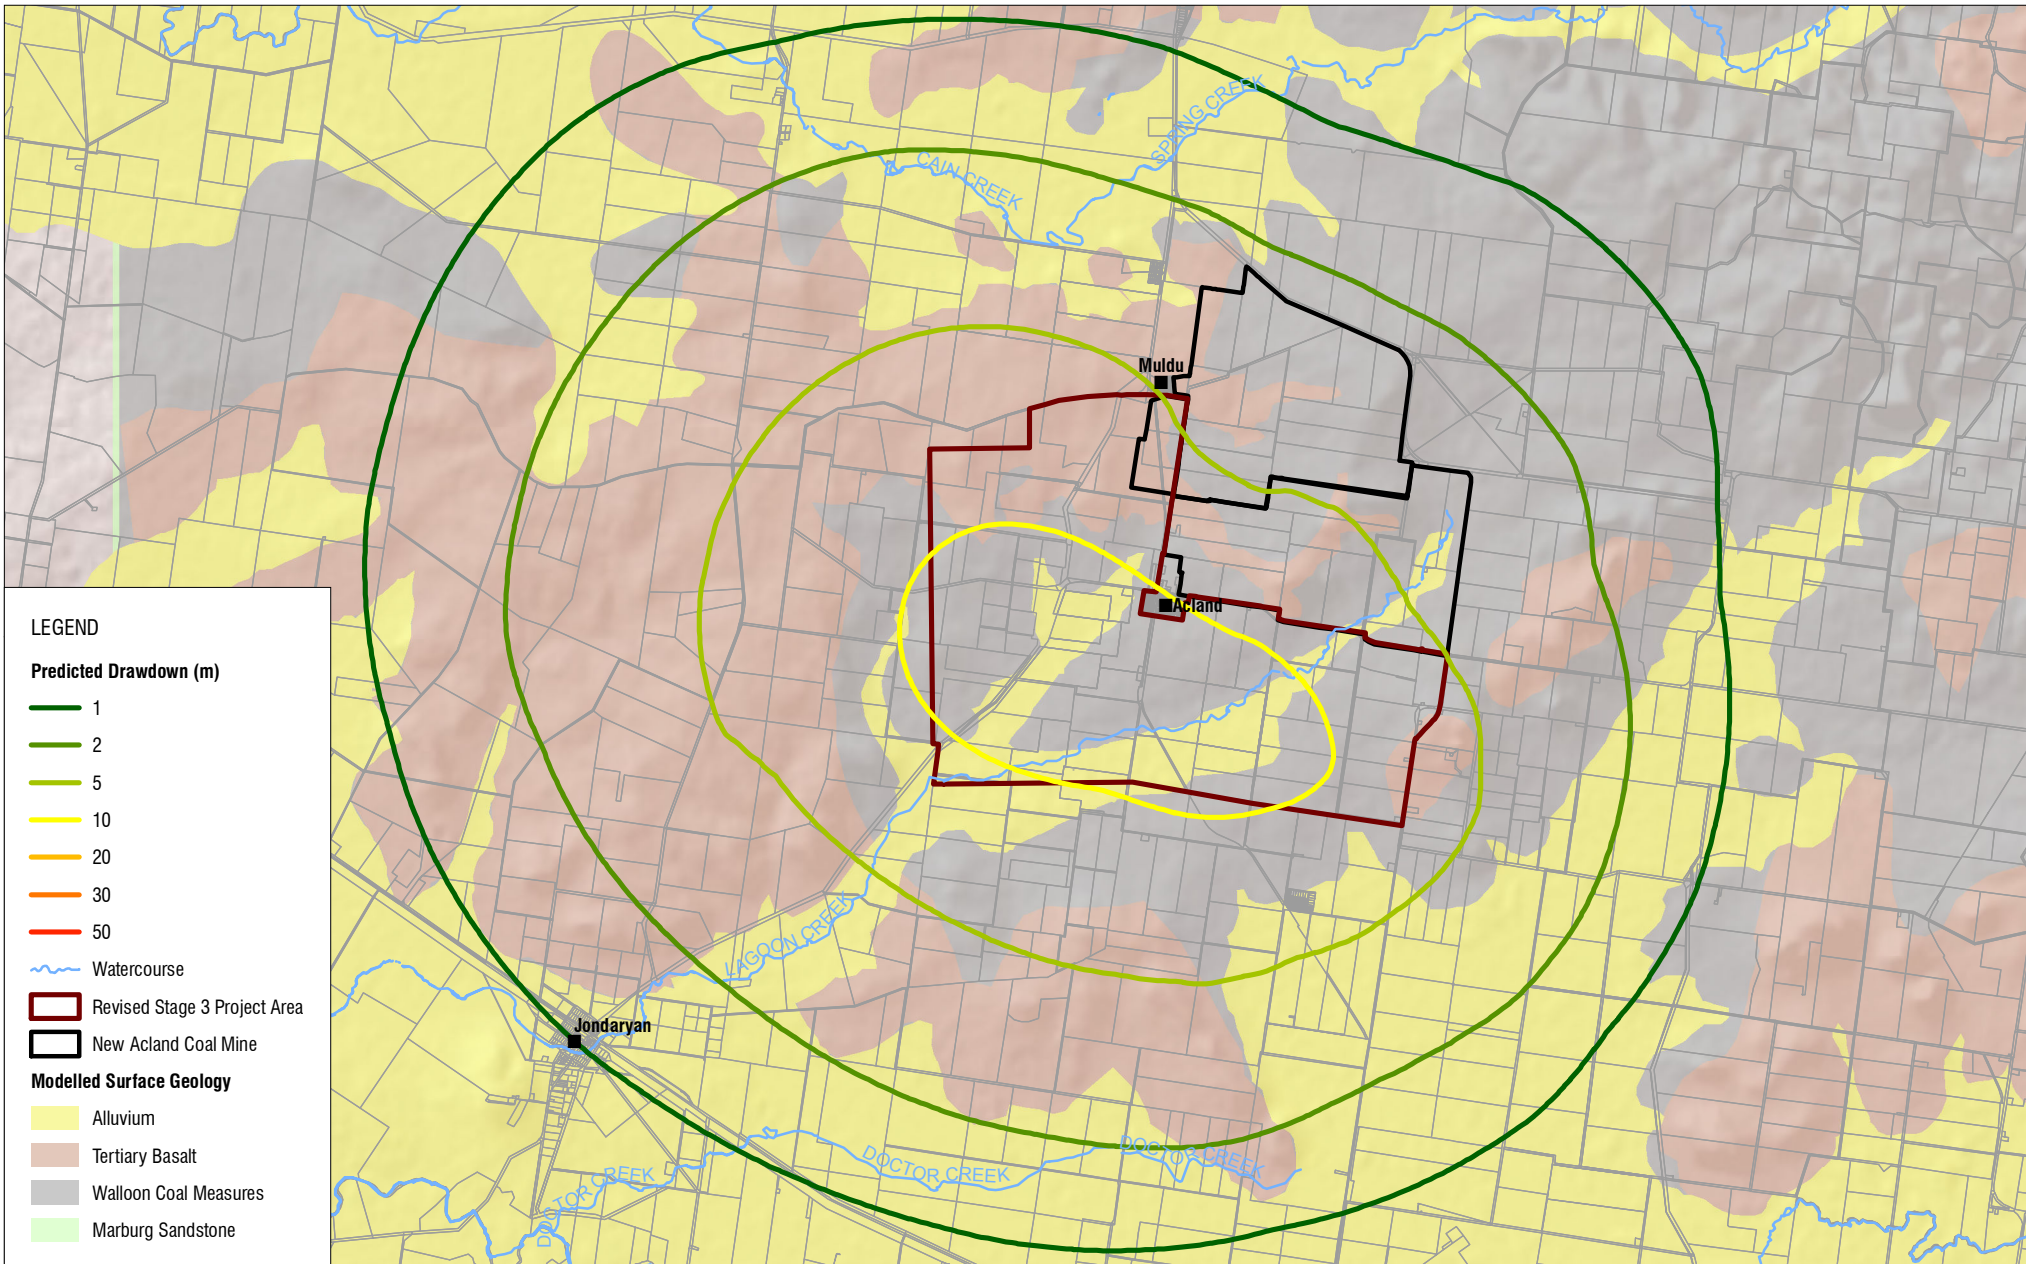 SPRING CREEK
CAIN CREEK
Muldu
Acland
LAGOON CREEK
Jondaryan
DOCTOR CREEK
DOCTOR CREEK
DOCTOR REEK
LEGEND
Predicted Drawdown (m)
1
2
5
10
20
30
50
Watercourse
Revised Stage 3 Project Area
New Acland Coal Mine
Modelled Surface Geology
Alluvium
Tertiary Basalt
Walloon Coal Measures
Marburg Sandstone